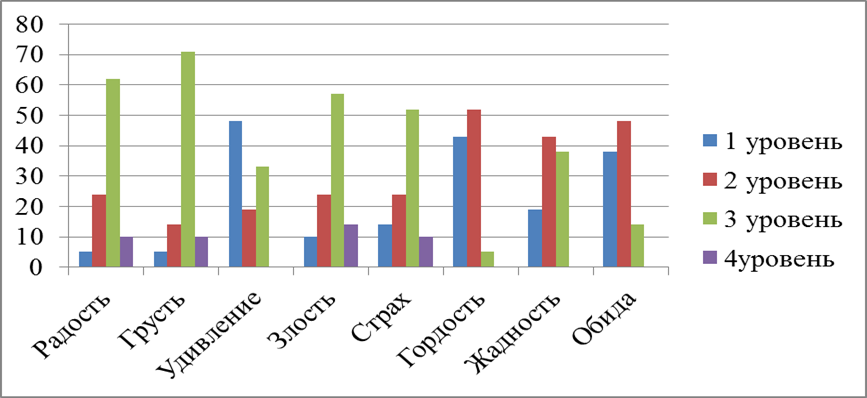 80
70
60
50
40
30
20
10
0
Радость
Грусть
Удивление
Злость
Страх
Гордость
Жадность
Обида
1 уровень
2 уровень
3 уровень
4уровень